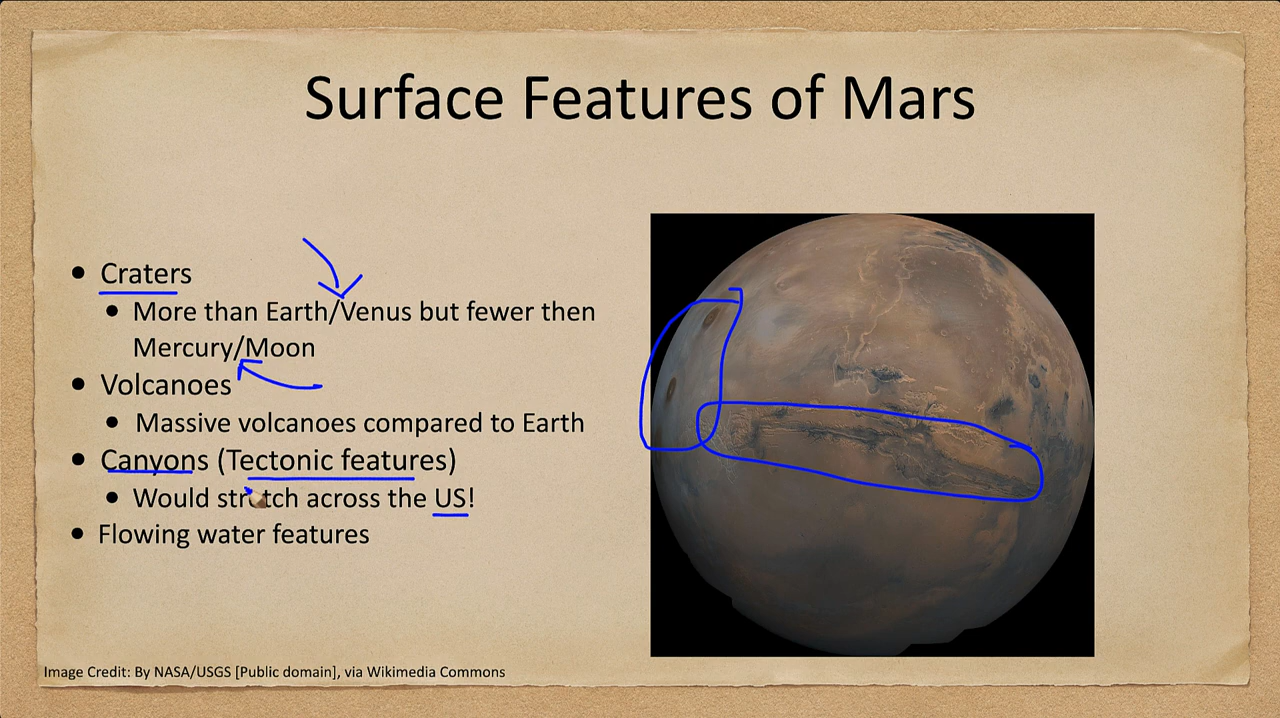 Surface Features of Mars
• Craters
• More than Earth/Venus but fewer then
Mercury/Moon
• Volcanoes
• Massive volcanoes compared to Earth
• Canyons (Tectonic features)
• Would stretch across the US!
• Flowing water features
Image Credit: By NASA/USGS [Public domain], via Wikimedia Commons